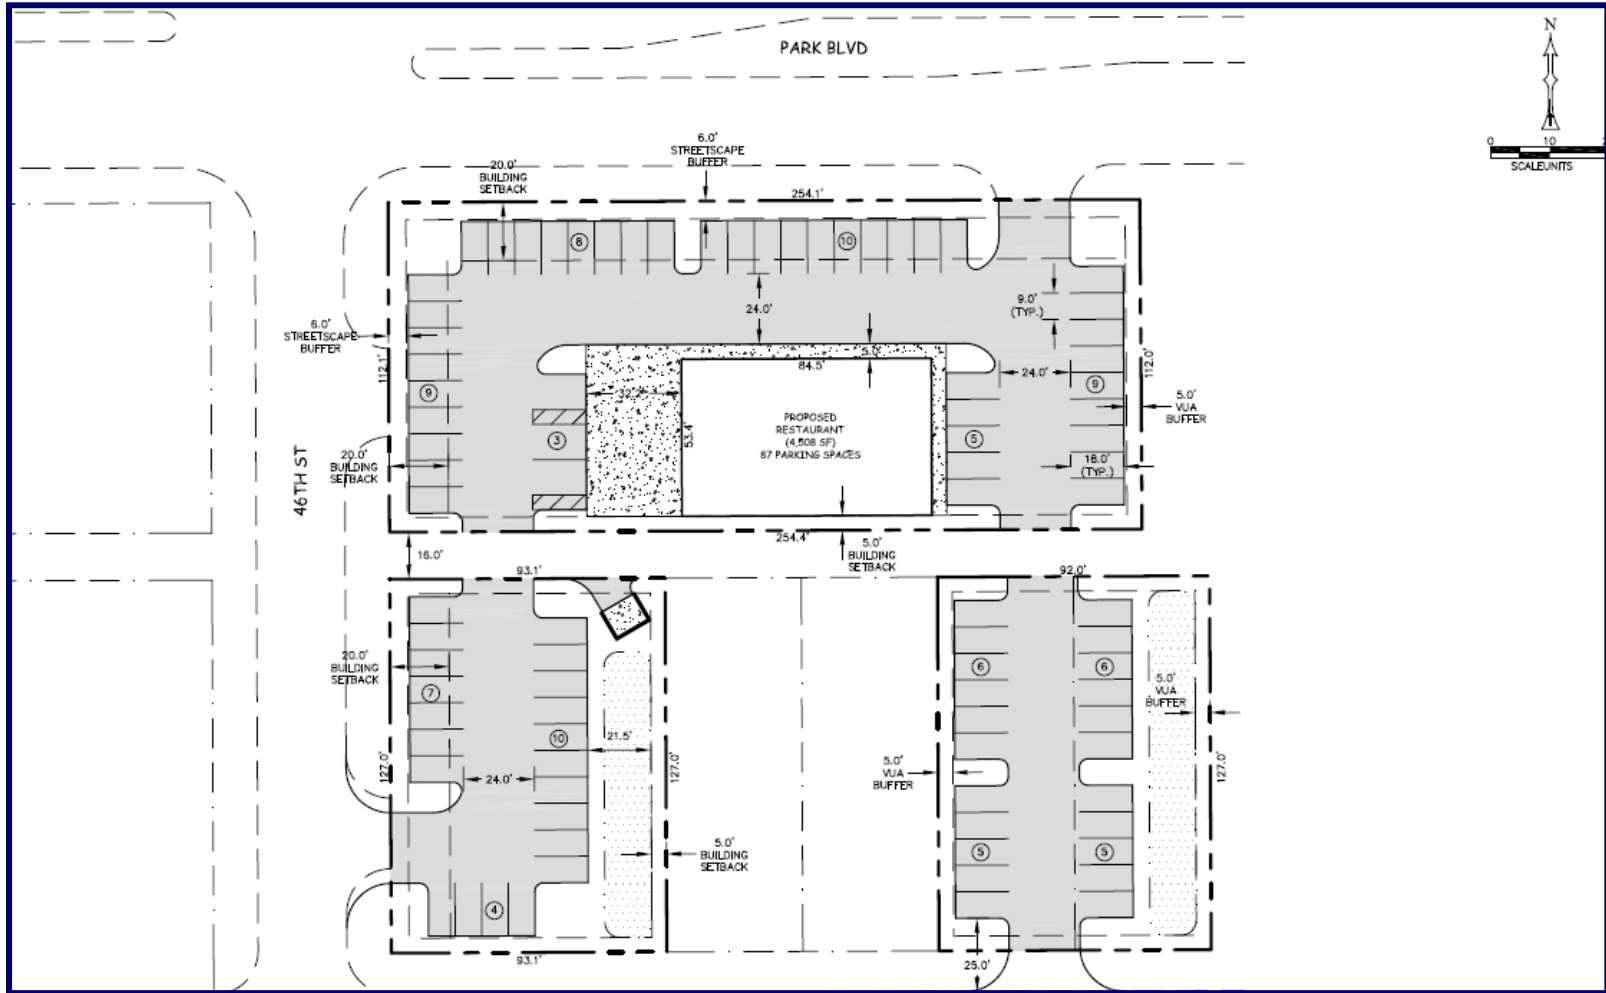 PARK BLVD
N
0 10
SCALEUNITS
6.0'
STREETSCAPE
BUFFER
20.0'
BUILDING
SETBACK
254.1'
8
10
24.0'
9.0'
(TYP.)
6.0'
STREETSCAPE
BUFFER
112.1'
5.0'
84.5'
24.0'
112.0'
9
9
32.2'
5.0'
VUA
BUFFER
PROPOSED
RESTAURANT
(4,508 SF)
87 PARKING SPACES
53.4'
3
5
46TH ST
20.0'
BUILDING
SETBACK
18.0'
(TYP.)
254.4'
5.0'
BUILDING
SETBACK
16.0'
93.1'
92.0'
20.0'
BUILDING
SETBACK
7
6
6
5.0'
VUA
BUFFER
10
21.5'
127.0'
24.0'
127.0'
5.0'
VUA
BUFFER
127.0'
5.0'
BUILDING
SETBACK
5
5
4
93.1'
25.0'